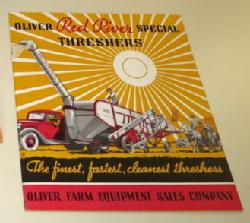 OLIVER Red River SPECIAL
THRESHERS
The finest, fastest, cleanest threshers
OLIVER FARM EQUIPMENT SALES COMPANY